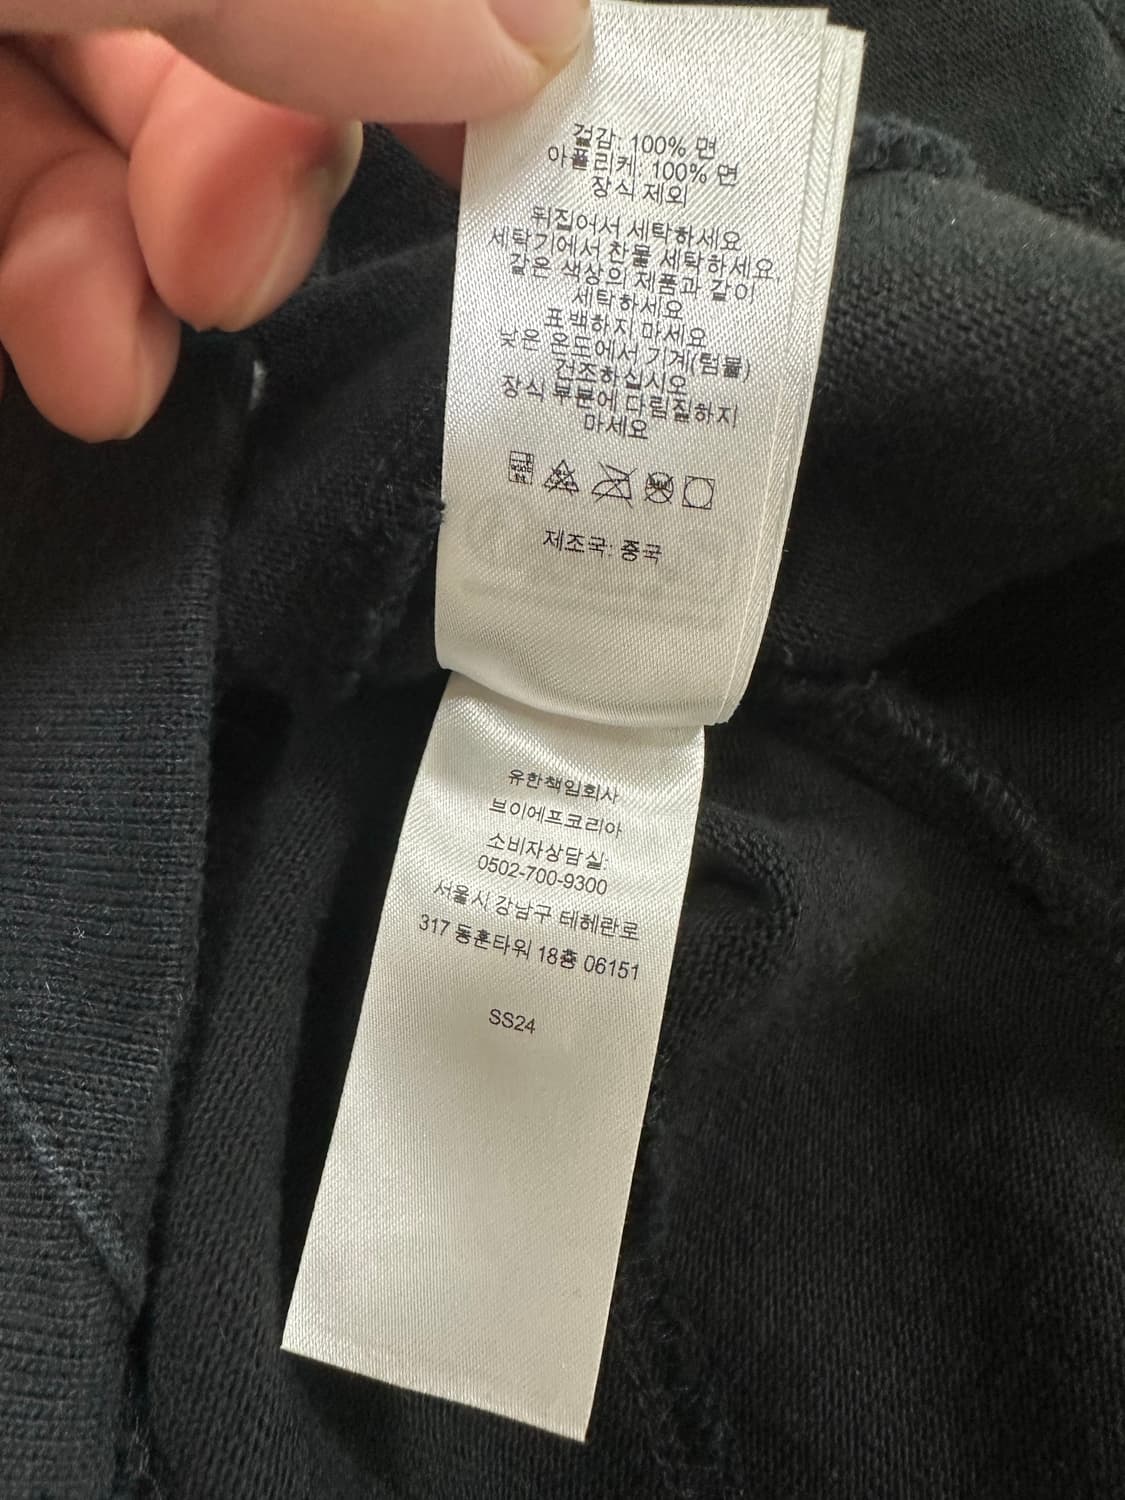 겉감: 100% 면
아플리케: 100% 면
장식 제외
뒤집어서 세탁하세요
세탁기에서 찬물 세탁하세요
같은 색상의 제품과 같이
세탁하세요
표백하지 마세요
낮은 온도에서 기계(텀블)
건조하십시오
장식 부분에 다림질하지
마세요
제조국: 중국
유한책임회사
브이에프코리아
소비자상담실:
0502-700-9300
서울시 강남구 테헤란로
317 동훈타워 18층 06151
SS24